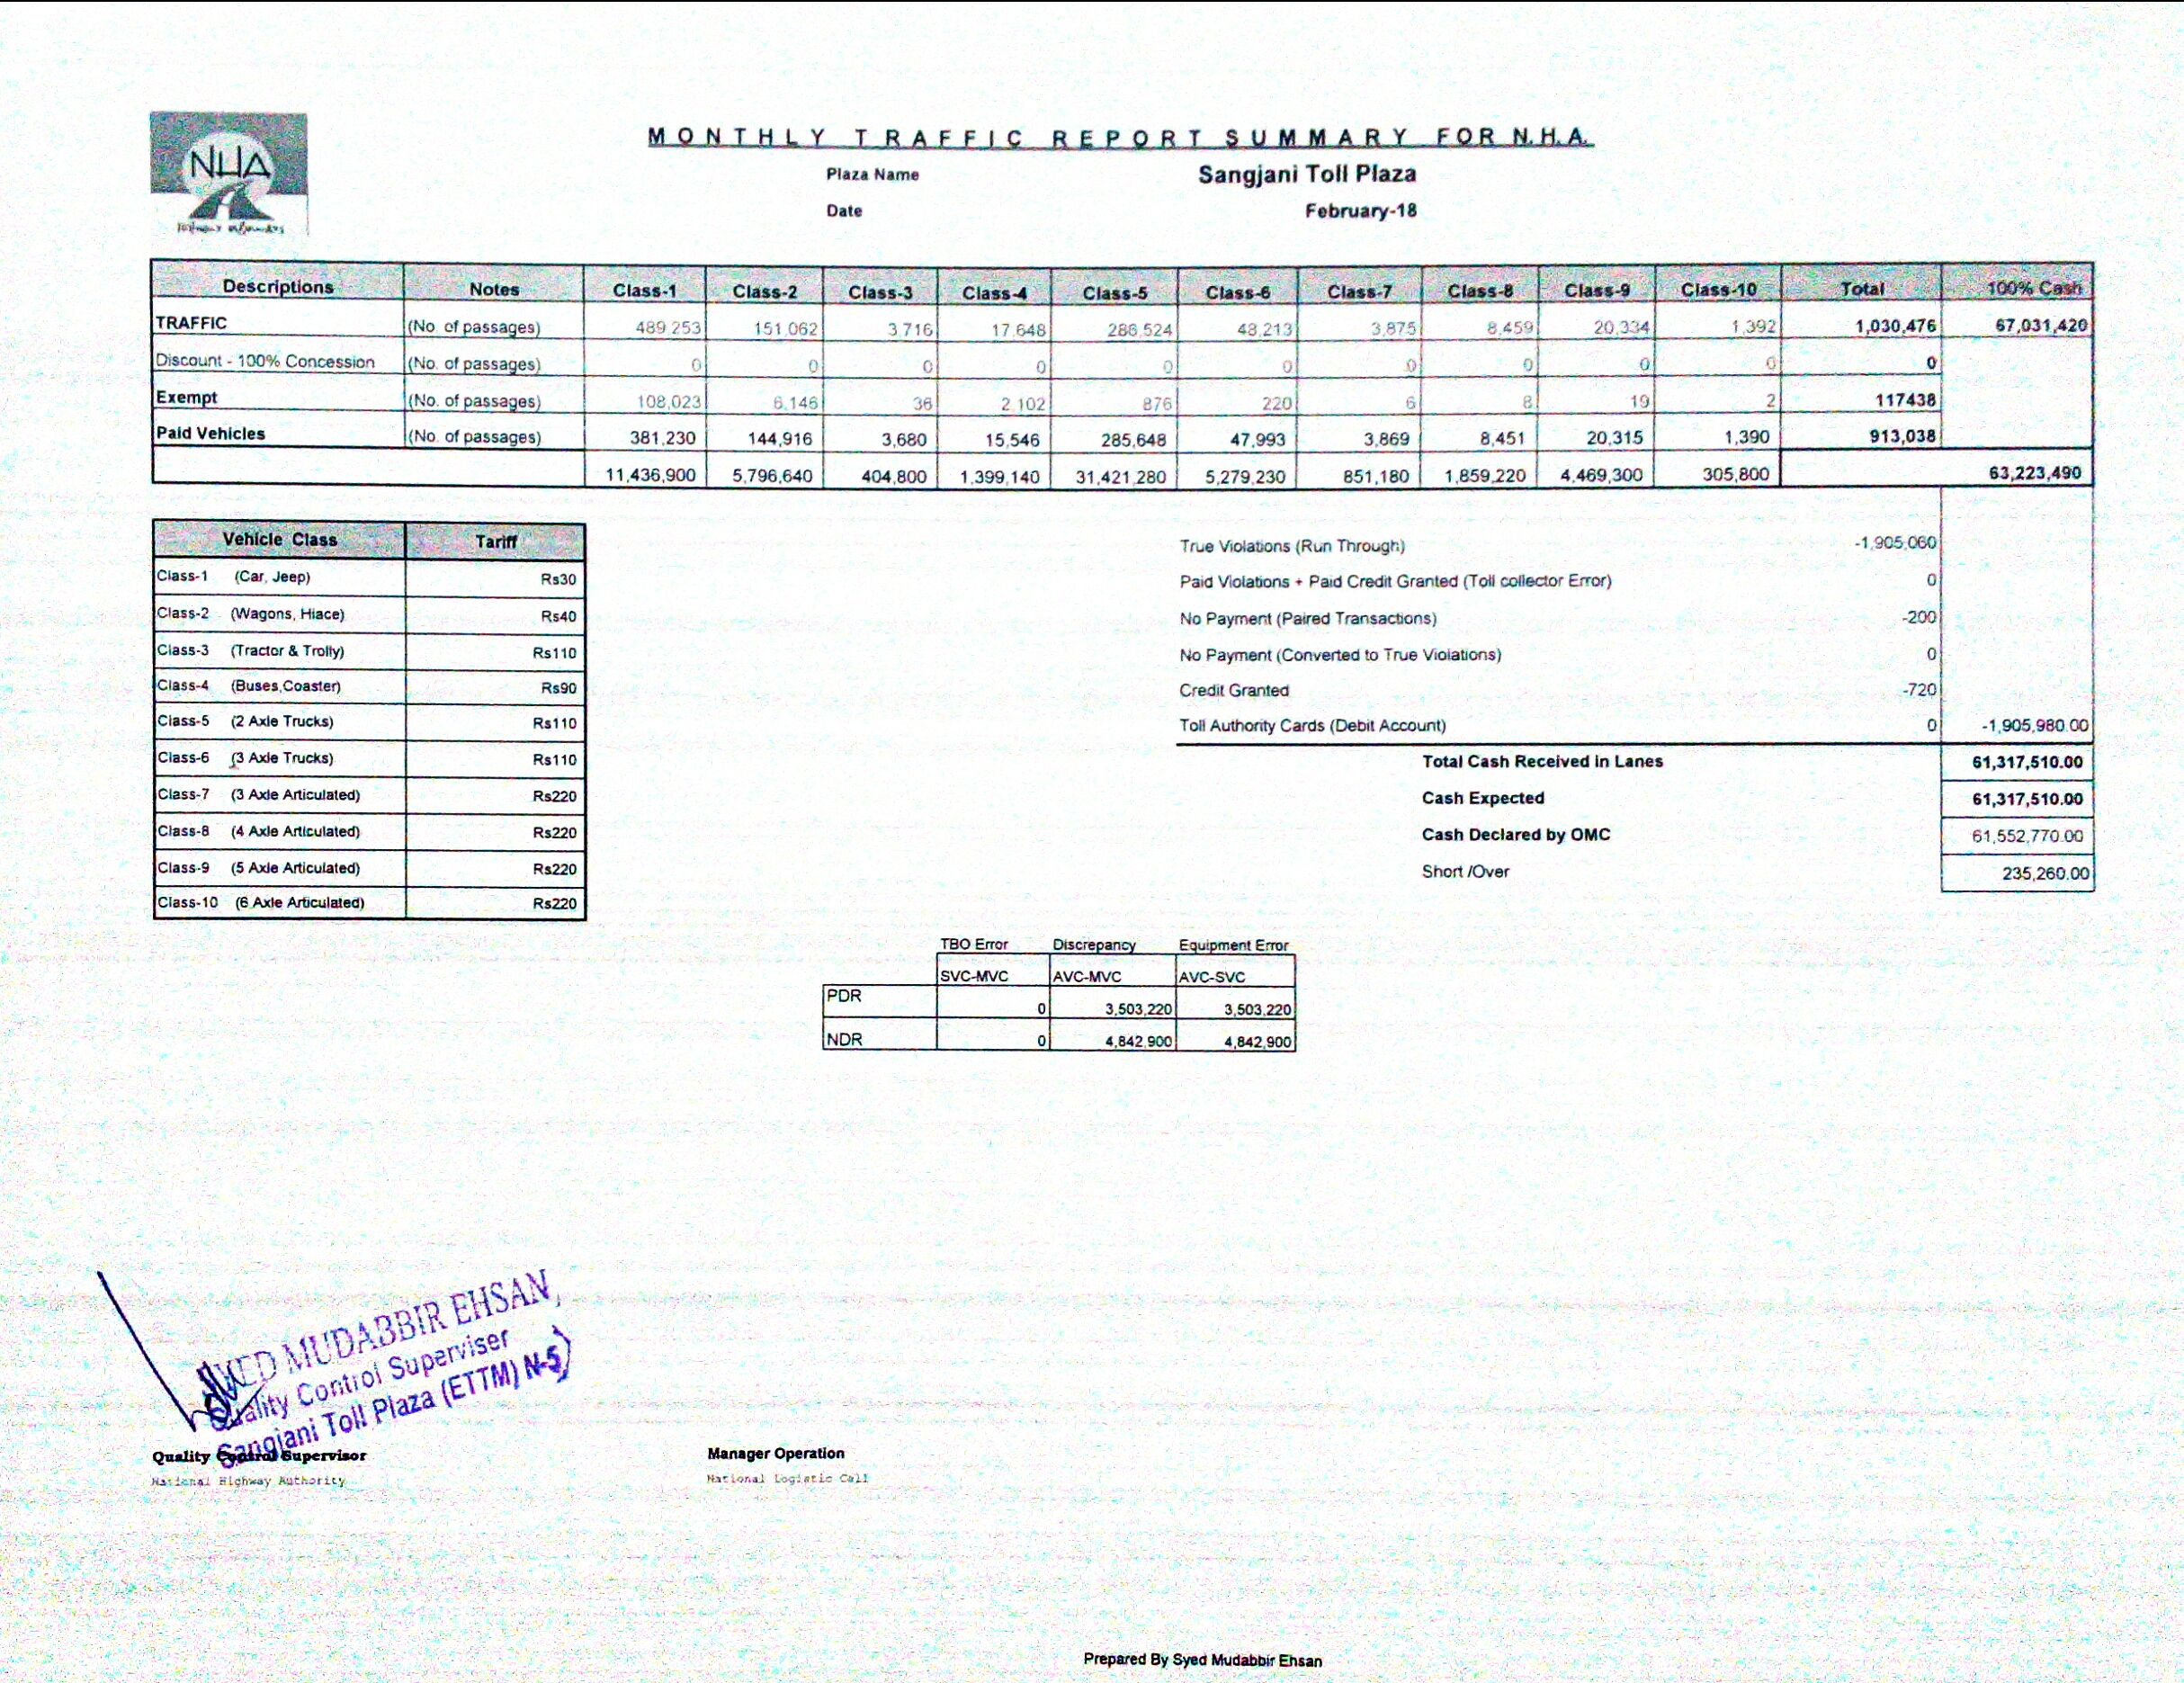 NHA
MONTHLY TRAFFIC REPORT SUMMARY FOR N.H.A.
Plaza Name Sangjani Toll Plaza
Date February-18
Descriptions Notes Class-1 Class-2 Class-3 Class-4 Class-5 Class-6 Class-7 Class-8 Class-9 Class-10 Total 100% Cash
TRAFFIC (No. of passages) 489,253 151,062 3,716 17,648 286,524 48,213 3,875 8,459 20,334 1,392 1,030,476 67,031,420
Discount - 100% Concession (No. of passages) 0 0 0 0 0 0 0 0 0 0 0
Exempt (No. of passages) 108,023 6,146 36 2,102 876 220 6 8 19 2 117438
Paid Vehicles (No. of passages) 381,230 144,916 3,680 15,546 285,648 47,993 3,869 8,451 20,315 1,390 913,038
11,436,900 5,796,640 404,800 1,399,140 31,421,280 5,279,230 851,180 1,859,220 4,469,300 305,800 63,223,490
Vehicle Class Tariff
Class-1 (Car, Jeep) Rs30
Class-2 (Wagons, Hiace) Rs40
Class-3 (Tractor & Trolly) Rs110
Class-4 (Buses,Coaster) Rs90
Class-5 (2 Axle Trucks) Rs110
Class-6 (3 Axle Trucks) Rs110
Class-7 (3 Axle Articulated) Rs220
Class-8 (4 Axle Articulated) Rs220
Class-9 (5 Axle Articulated) Rs220
Class-10 (6 Axle Articulated) Rs220
True Violations (Run Through) -1,905,060
Paid Violations + Paid Credit Granted (Toll collector Error) 0
No Payment (Paired Transactions) -200
No Payment (Converted to True Violations) 0
Credit Granted -720
Toll Authority Cards (Debit Account) 0 -1,905,980.00
Total Cash Received in Lanes 61,317,510.00
Cash Expected 61,317,510.00
Cash Declared by OMC 61,552,770.00
Short /Over 235,260.00
TBO Error Discrepancy Equipment Error
SVC-MVC AVC-MVC AVC-SVC
PDR 0 3,503,220 3,503,220
NDR 0 4,842,900 4,842,900
SYED MUDABBIR EHSAN
Quality Control Superviser
Sangjani Toll Plaza (ETTM) N-5
Quality Control Supervisor
National Highway Authority
Manager Operation
National Logistic Cell
Prepared By Syed Mudabbir Ehsan